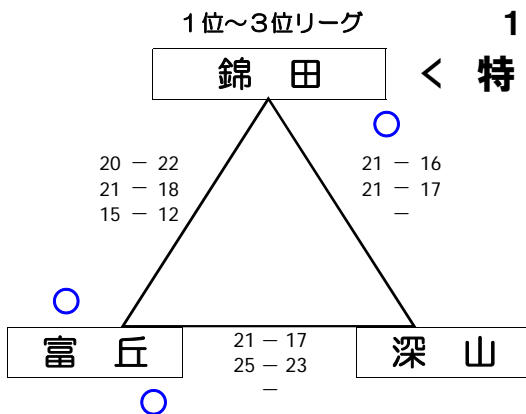 １位～３位リーグ
1
錦 田
< 特
20 － 22
21 － 18
15 － 12
21 － 16
21 － 17
－
富 丘
21 － 17
25 － 23
－
深 山